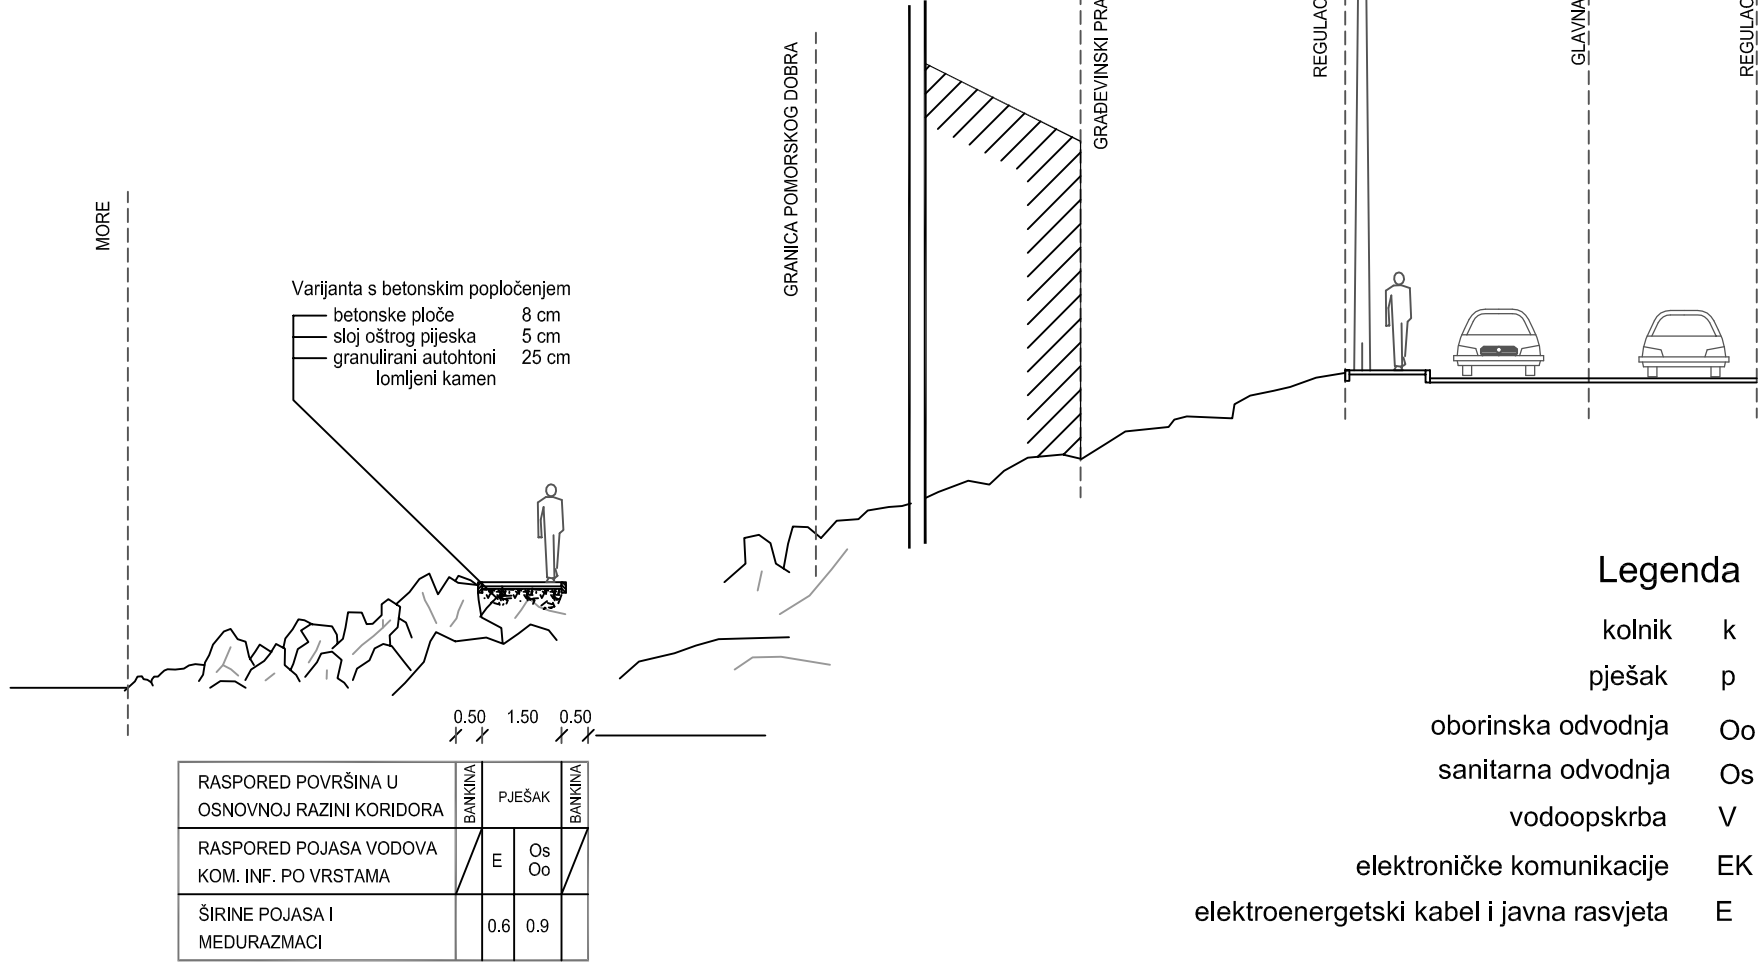 MORE
GRANICA POMORSKOG DOBRA
GRAĐEVINSKI PRA
REGULAC
GLAVNA
REGULAC
Varijanta s betonskim popločenjem
betonske ploče 8 cm
sloj oštrog pijeska 5 cm
granulirani autohtoni 25 cm
lomljeni kamen
0.50 1.50 0.50
RASPORED POVRŠINA U
OSNOVNOJ RAZINI KORIDORA
BANKINA
PJEŠAK
BANKINA
RASPORED POJASA VODOVA
KOM. INF. PO VRSTAMA
E
Os
Oo
ŠIRINE POJASA I
MEDURAZMACI
0.6 0.9
Legenda
kolnik k
pješak p
oborinska odvodnja Oo
sanitarna odvodnja Os
vodoopskrba V
elektroničke komunikacije EK
elektroenergetski kabel i javna rasvjeta E